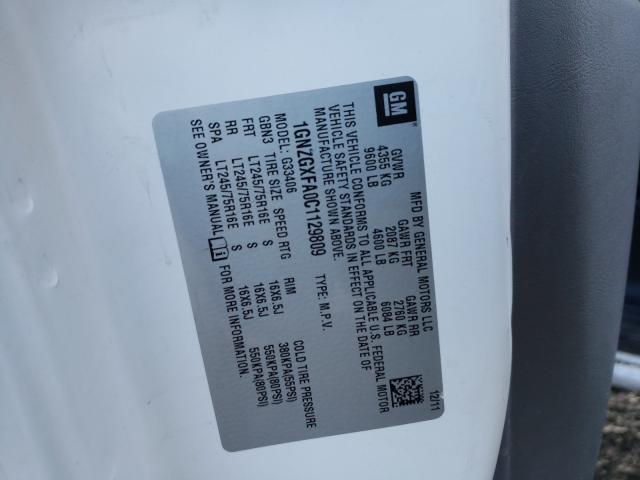 GM
MFD BY GENERAL MOTORS LLC 12/11
GVWR GAWR FRT GAWR RR
4355 KG 2087 KG 2760 KG
9600 LB 4600 LB 6084 LB
THIS VEHICLE CONFORMS TO ALL APPLICABLE U.S. FEDERAL MOTOR
VEHICLE SAFETY STANDARDS IN EFFECT ON THE DATE OF
MANUFACTURE SHOWN ABOVE.
1GNZGXFA0C1129809 TYPE: M.P.V.
MODEL: G33406
GBN3 TIRE SIZE SPEED RTG RIM COLD TIRE PRESSURE
FRT LT245/75R16E S 16X6.5J 380KPA(55PSI)
RR LT245/75R16E S 16X6.5J 550KPA(80PSI)
SPA LT245/75R16E S 16X6.5J 550KPA(80PSI)
SEE OWNER'S MANUAL i FOR MORE INFORMATION.